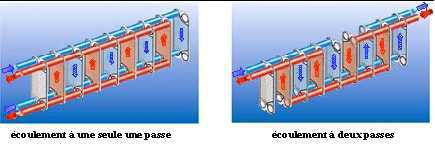 écoulement à une seule une passe
écoulement à deux passes